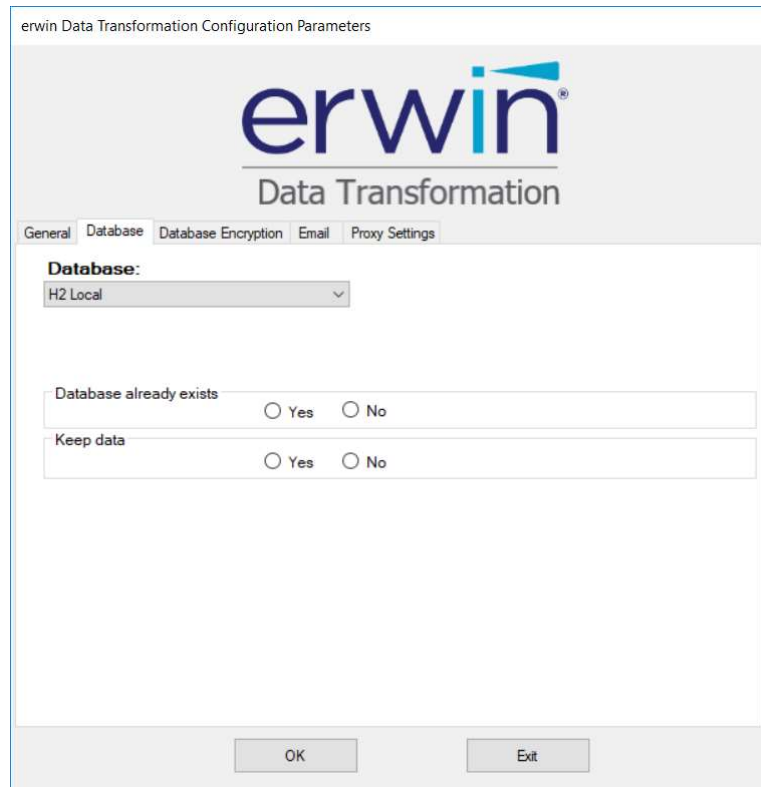 erwin Data Transformation Configuration Parameters
erwin®
Data Transformation
General Database Database Encryption Email Proxy Settings
Database:
H2 Local
Database already exists
Yes No
Keep data
Yes No
OK Exit